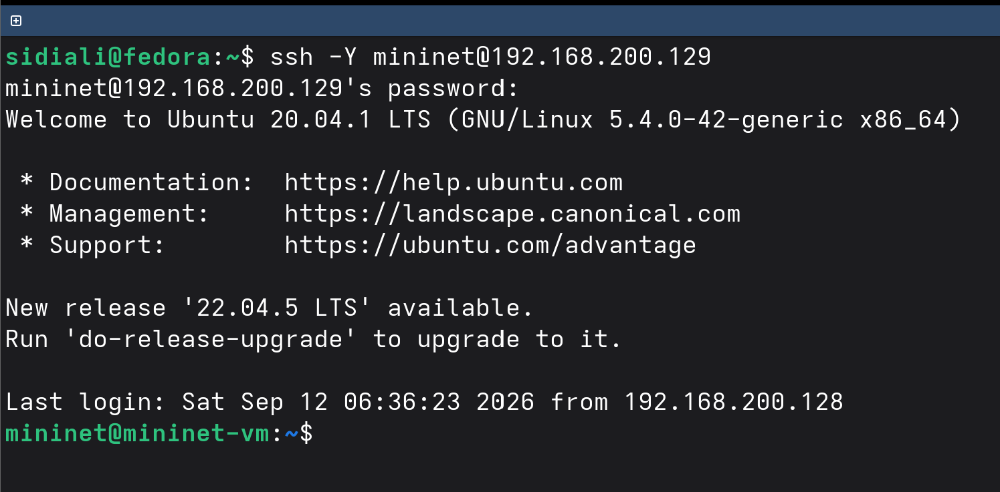 sidiali@fedora:~$ ssh -Y mininet@192.168.200.129
mininet@192.168.200.129's password:
Welcome to Ubuntu 20.04.1 LTS (GNU/Linux 5.4.0-42-generic x86_64)

 * Documentation:  https://help.ubuntu.com
 * Management:     https://landscape.canonical.com
 * Support:        https://ubuntu.com/advantage

New release '22.04.5 LTS' available.
Run 'do-release-upgrade' to upgrade to it.

Last login: Sat Sep 12 06:36:23 2026 from 192.168.200.128
mininet@mininet-vm:~$